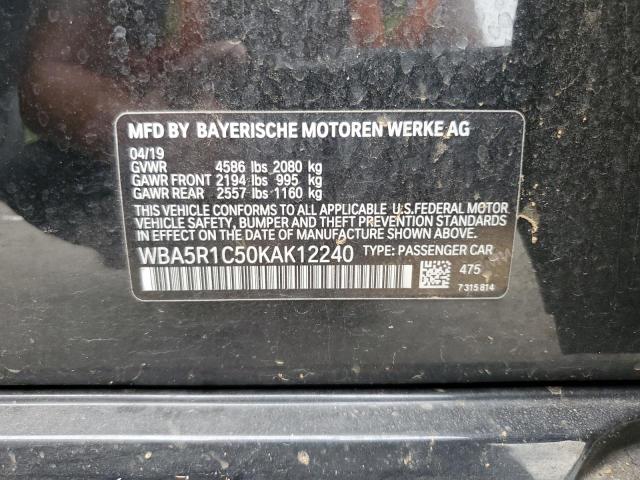 MFD BY BAYERISCHE MOTOREN WERKE AG
04/19
GVWR 4586 lbs 2080 kg
GAWR FRONT 2194 lbs 995 kg
GAWR REAR 2557 lbs 1160 kg
THIS VEHICLE CONFORMS TO ALL APPLICABLE U.S.FEDERAL MOTOR
VEHICLE SAFETY, BUMPER AND THEFT PREVENTION STANDARDS
IN EFFECT ON THE DATE OF MANUFACTURE SHOWN ABOVE.
WBA5R1C50KAK12240 TYPE: PASSENGER CAR
475
7315814